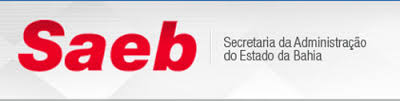 Saeb
Secretaria da Administração
do Estado da Bahia